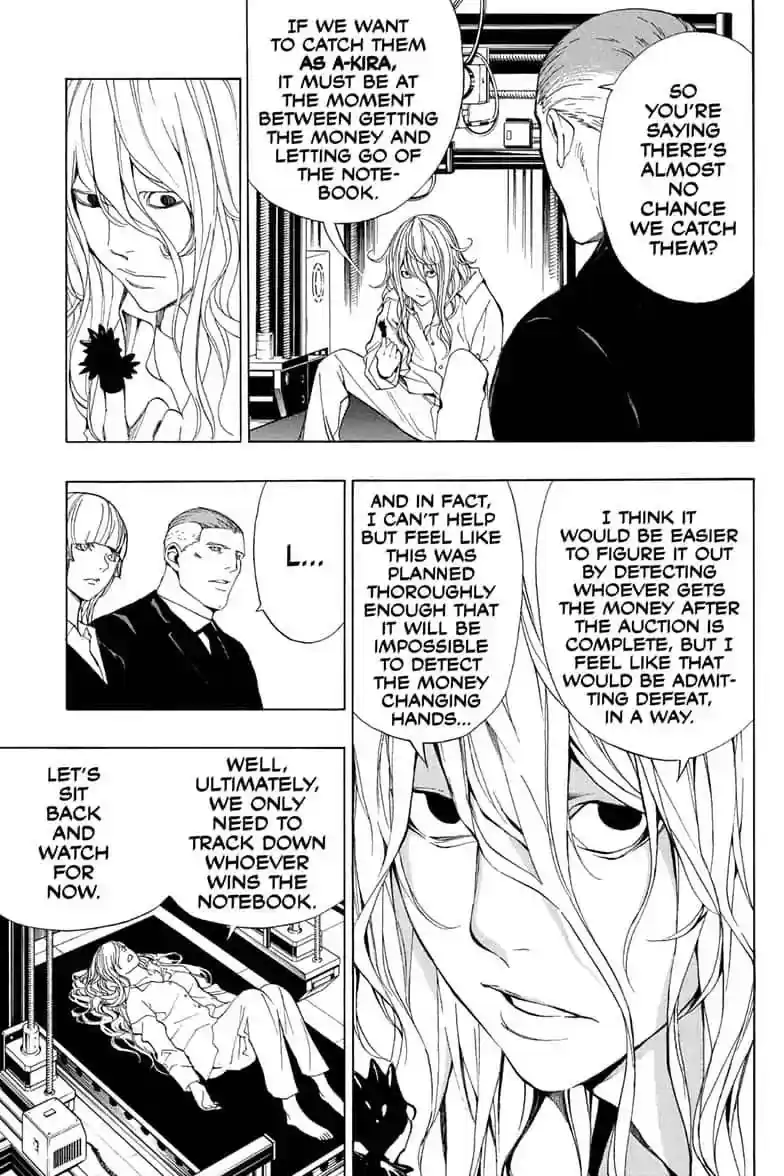 SO
YOU'RE
SAYING
THERE'S
ALMOST
NO
CHANCE
WE CATCH
THEM?
IF WE WANT
TO CATCH THEM
AS A-KIRA,
IT MUST BE AT
THE MOMENT
BETWEEN GETTING
THE MONEY AND
LETTING GO OF
THE NOTE-
BOOK.
I THINK IT
WOULD BE EASIER
TO FIGURE IT OUT
BY DETECTING
WHOEVER GETS
THE MONEY AFTER
THE AUCTION IS
COMPLETE, BUT I
FEEL LIKE THAT
WOULD BE ADMIT-
TING DEFEAT,
IN A WAY.
AND IN FACT,
I CAN'T HELP
BUT FEEL LIKE
THIS WAS
PLANNED
THOROUGHLY
ENOUGH THAT
IT WILL BE
IMPOSSIBLE
TO DETECT
THE MONEY
CHANGING
HANDS...
L...
WELL,
ULTIMATELY,
WE ONLY
NEED TO
TRACK DOWN
WHOEVER
WINS THE
NOTEBOOK.
LET'S
SIT
BACK
AND
WATCH
FOR
NOW.